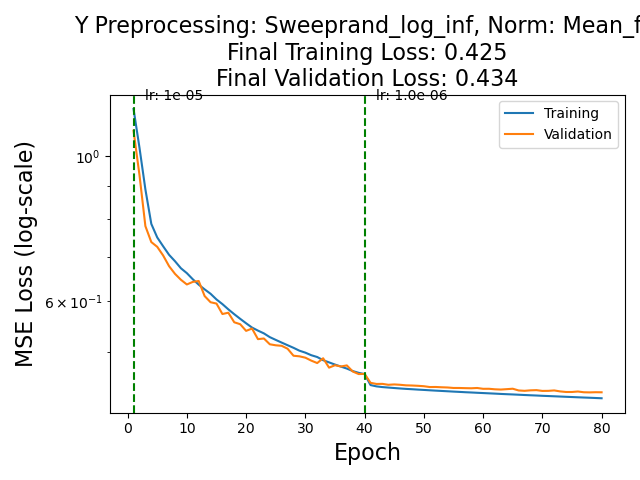 Y Preprocessing: Sweeprand_log_inf, Norm: Mean_f
Final Training Loss: 0.425
Final Validation Loss: 0.434
lr: 1e-05
lr: 1.0e-06
Training
Validation
MSE Loss (log-scale)
10⁰
6 × 10⁻¹
0 10 20 30 40 50 60 70 80
Epoch